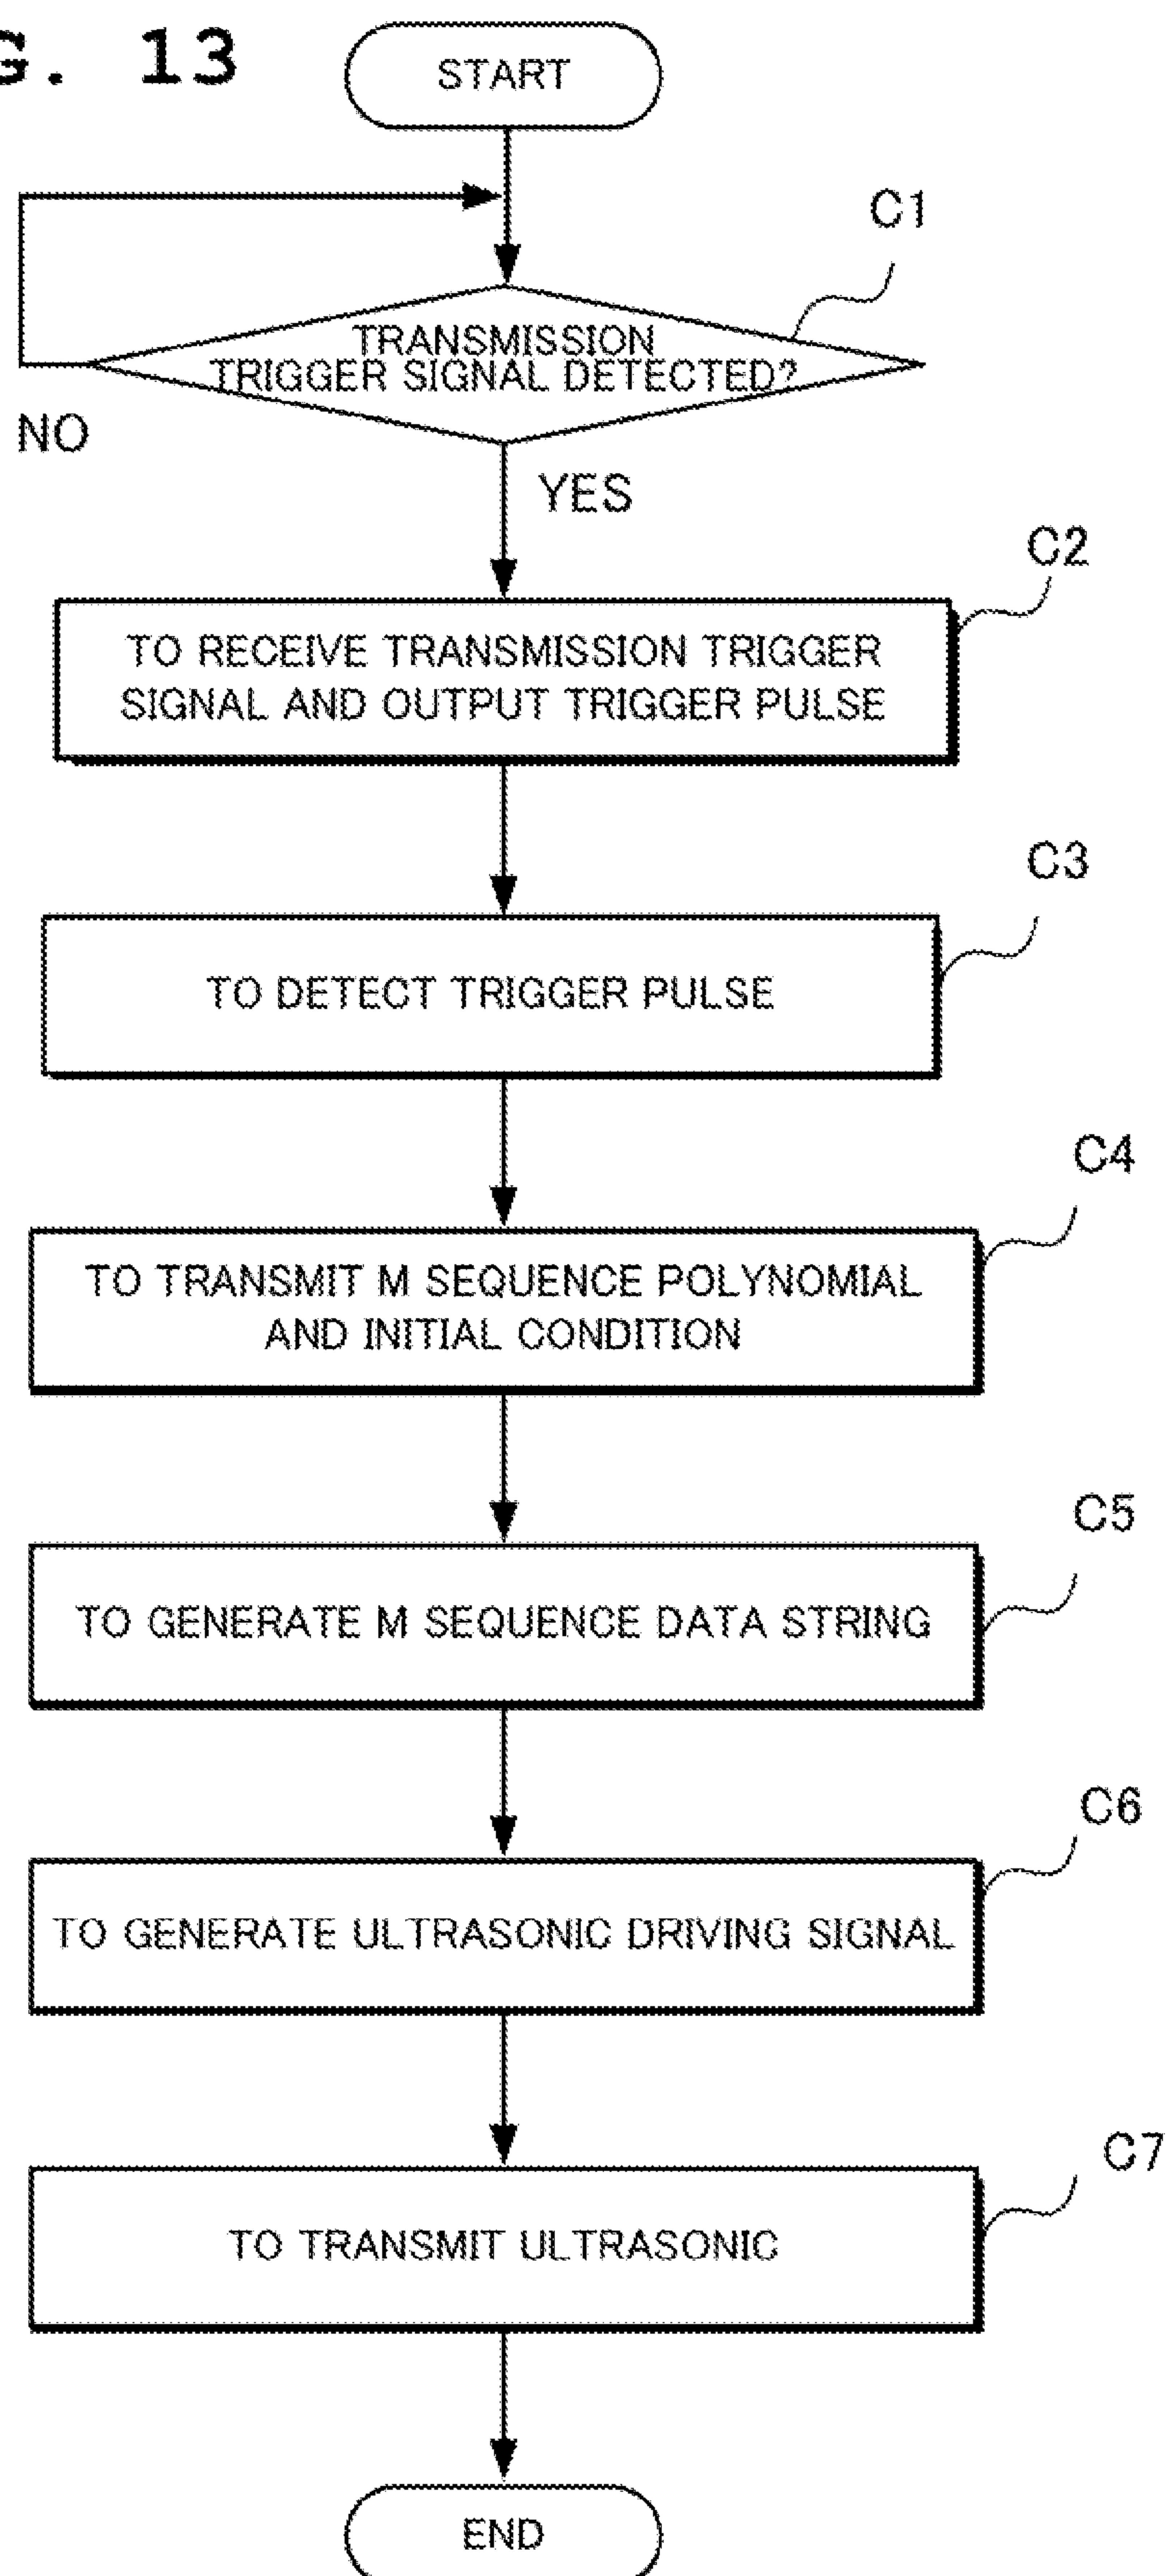 G. 13
START
C1
TRANSMISSION
TRIGGER SIGNAL DETECTED?
NO
YES
C2
TO RECEIVE TRANSMISSION TRIGGER
SIGNAL AND OUTPUT TRIGGER PULSE
C3
TO DETECT TRIGGER PULSE
C4
TO TRANSMIT M SEQUENCE POLYNOMIAL
AND INITIAL CONDITION
C5
TO GENERATE M SEQUENCE DATA STRING
C6
TO GENERATE ULTRASONIC DRIVING SIGNAL
C7
TO TRANSMIT ULTRASONIC
END